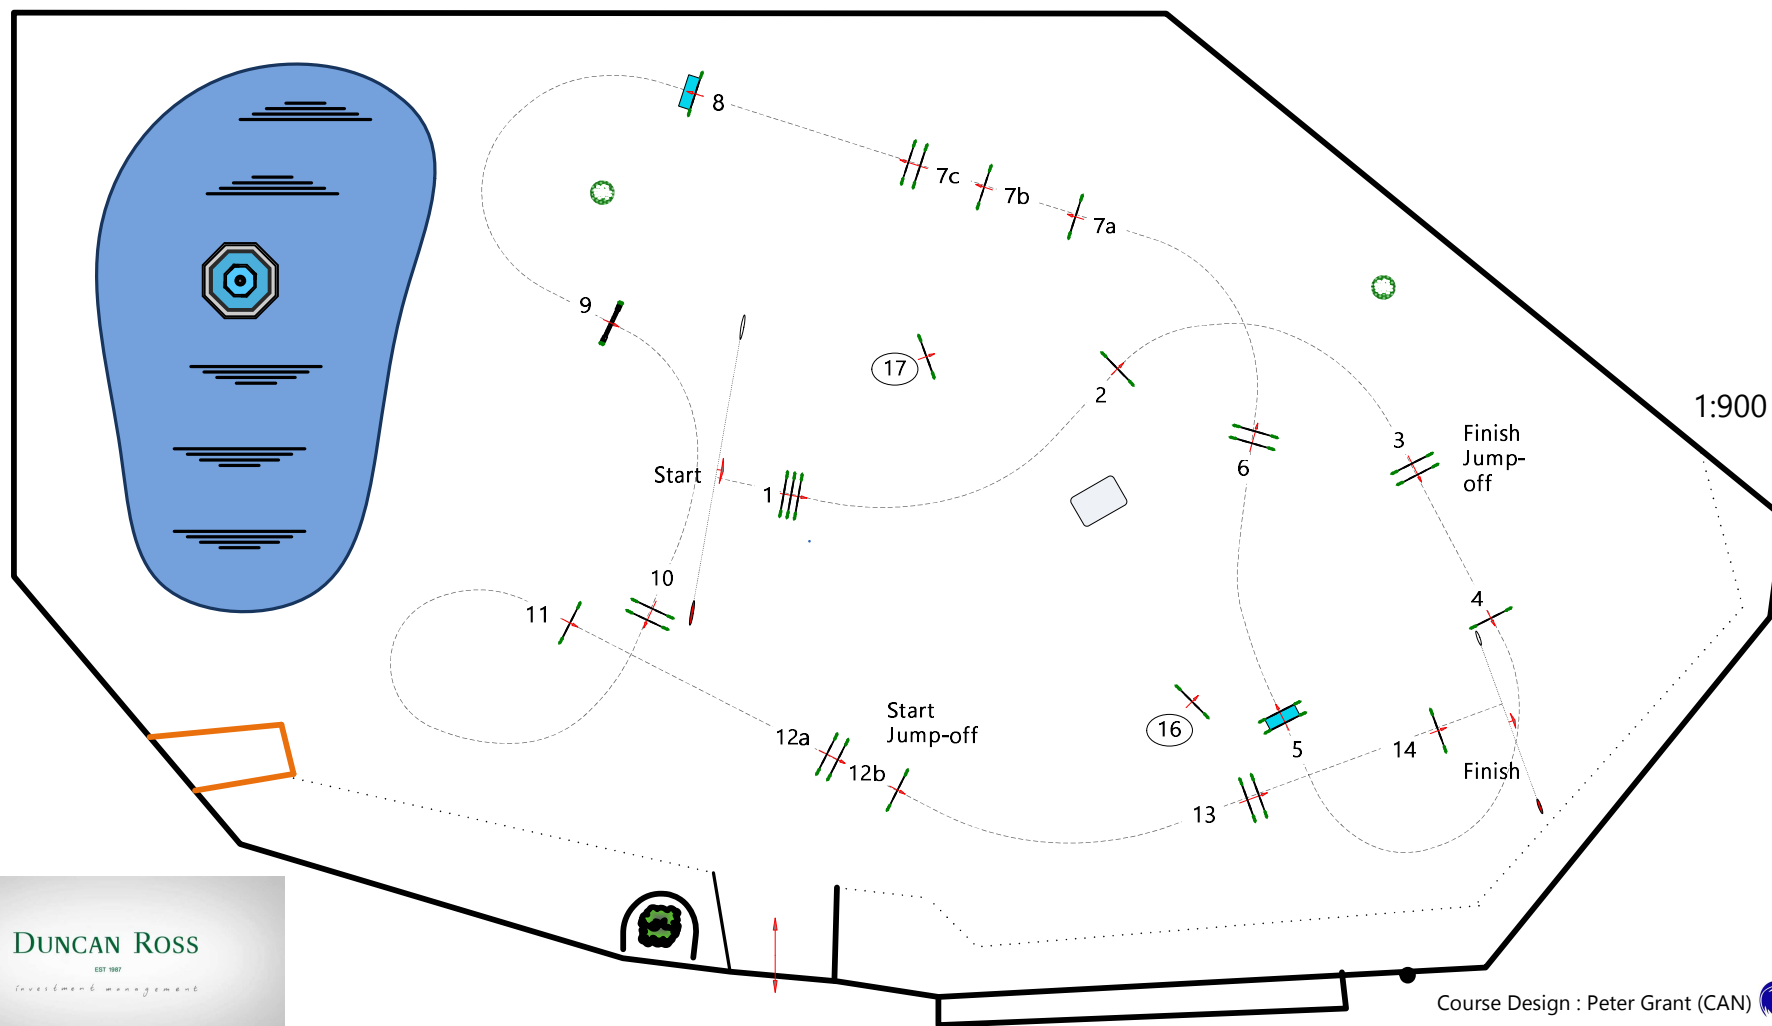 8
7c
7b
7a
9
17
2
1:900
3
Finish
Jump-
off
6
Start
1
10
4
11
Start
Jump-off
16
12a
5
14
12b
Finish
13
DUNCAN ROSS
EST 1987
investment management
Course Design : Peter Grant (CAN)